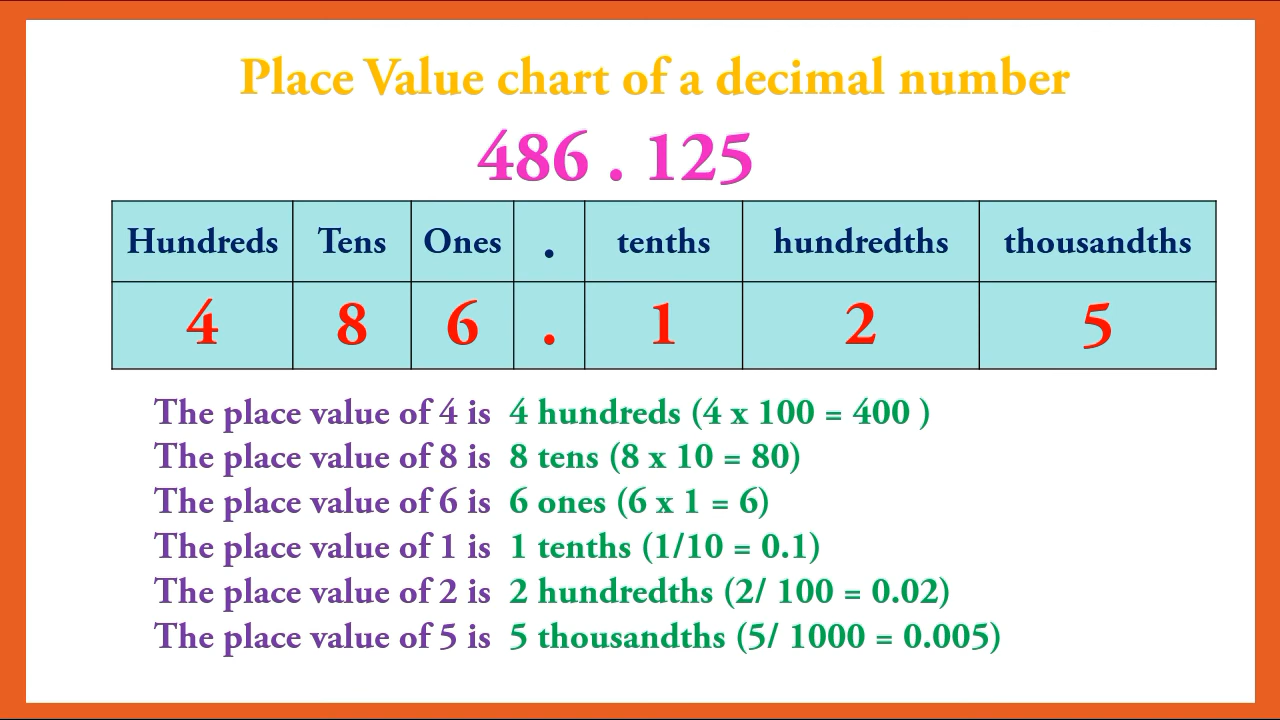 Place Value chart of a decimal number
486 . 125
Hundreds Tens Ones . tenths hundredths thousandths
4 8 6 . 1 2 5
The place value of 4 is 4 hundreds (4 x 100 = 400 )
The place value of 8 is 8 tens (8 x 10 = 80)
The place value of 6 is 6 ones (6 x 1 = 6)
The place value of 1 is 1 tenths (1/10 = 0.1)
The place value of 2 is 2 hundredths (2/ 100 = 0.02)
The place value of 5 is 5 thousandths (5/ 1000 = 0.005)